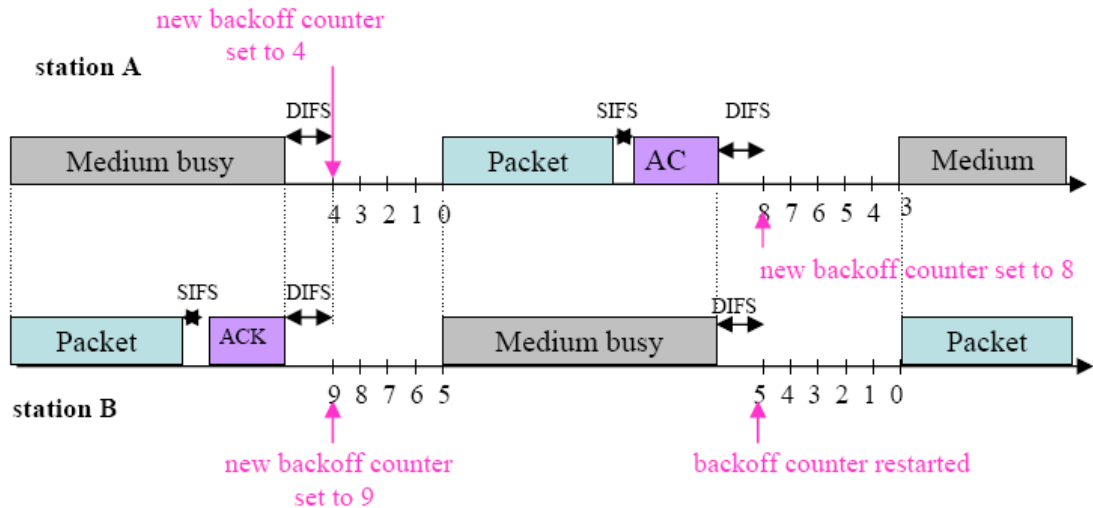 new backoff counter
set to 4
station A
DIFS
SIFS
DIFS
Medium busy
Packet
AC
Medium
4 3 2 1 0
8 7 6 5 4 3
new backoff counter set to 8
SIFS
DIFS
DIFS
Packet
ACK
Medium busy
Packet
9 8 7 6 5
5 4 3 2 1 0
station B
new backoff counter
set to 9
backoff counter restarted